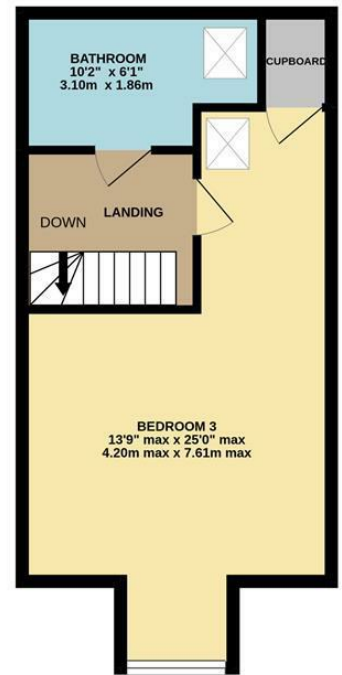 BATHROOM
10'2" x 6'1"
3.10m x 1.86m
CUPBOARD
LANDING
DOWN
BEDROOM 3
13'9" max x 25'0" max
4.20m max x 7.61m max